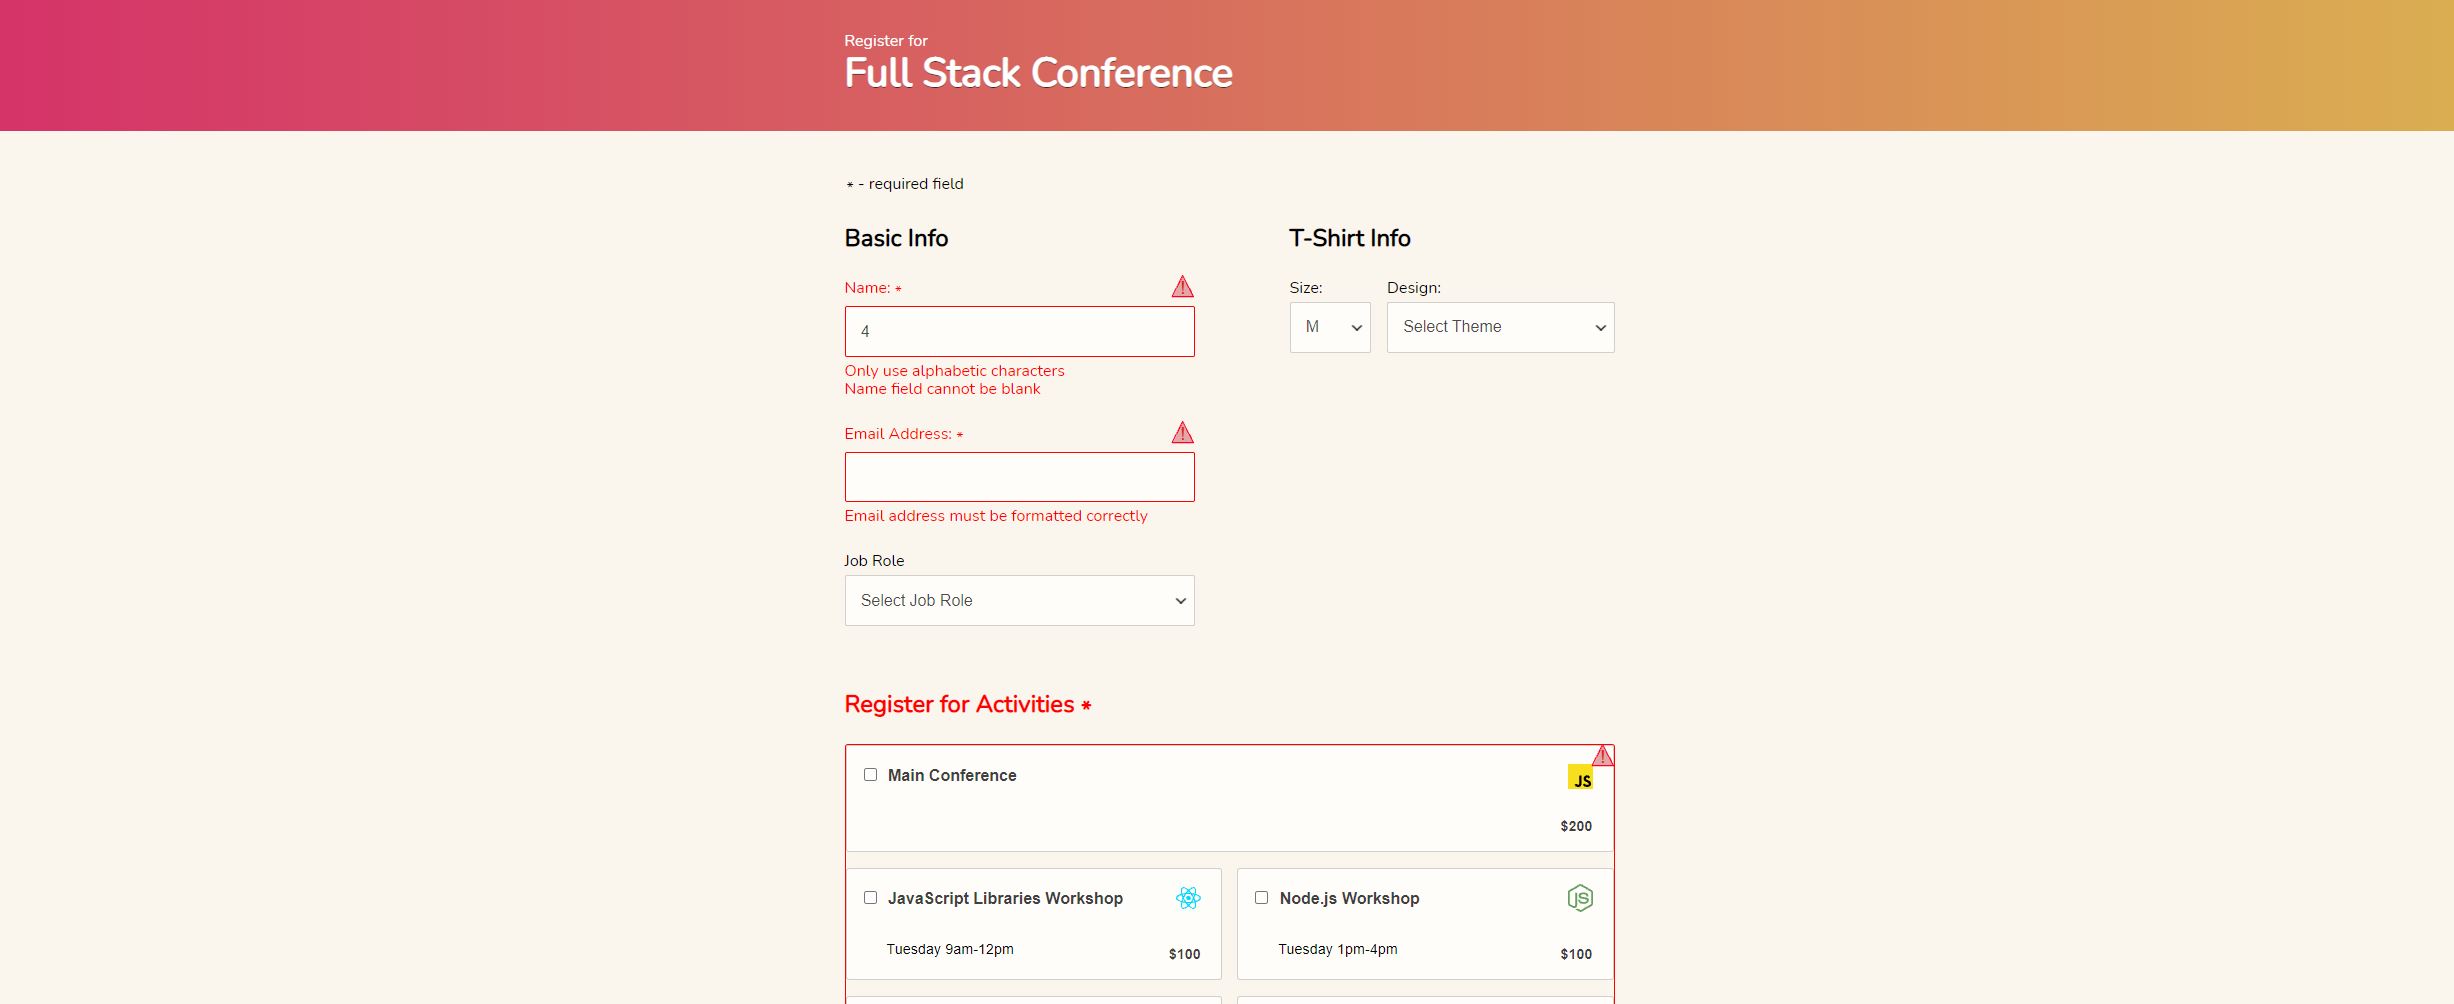 Register for
Full Stack Conference
* - required field
Basic Info
Name: *
4
Only use alphabetic characters
Name field cannot be blank
Email Address: *
Email address must be formatted correctly
Job Role
Select Job Role
T-Shirt Info
Size:
Design:
M
Select Theme
Register for Activities *
Main Conference
JS
$200
JavaScript Libraries Workshop
Tuesday 9am-12pm
$100
Node.js Workshop
JS
Tuesday 1pm-4pm
$100